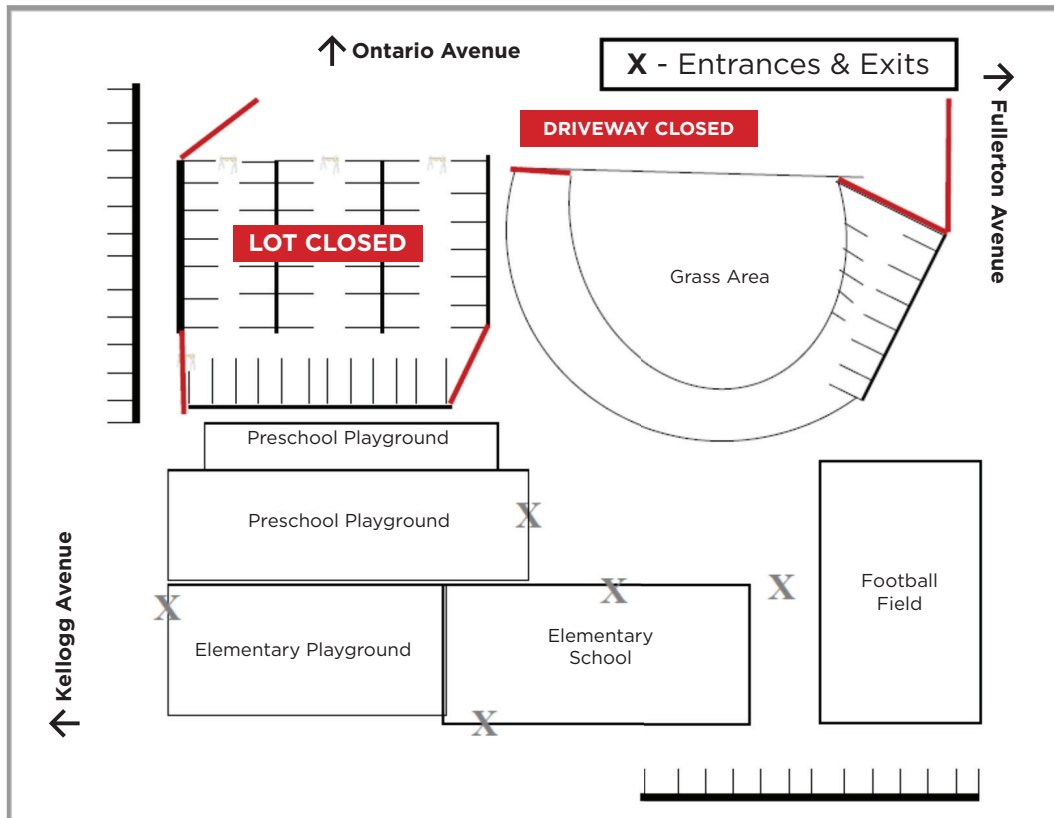 Ontario Avenue
X - Entrances & Exits
Fullerton Avenue
DRIVEWAY CLOSED
LOT CLOSED
Grass Area
Preschool Playground
Preschool Playground
X
Kellogg Avenue
X
X
X
Football
Field
Elementary Playground
Elementary
School
X